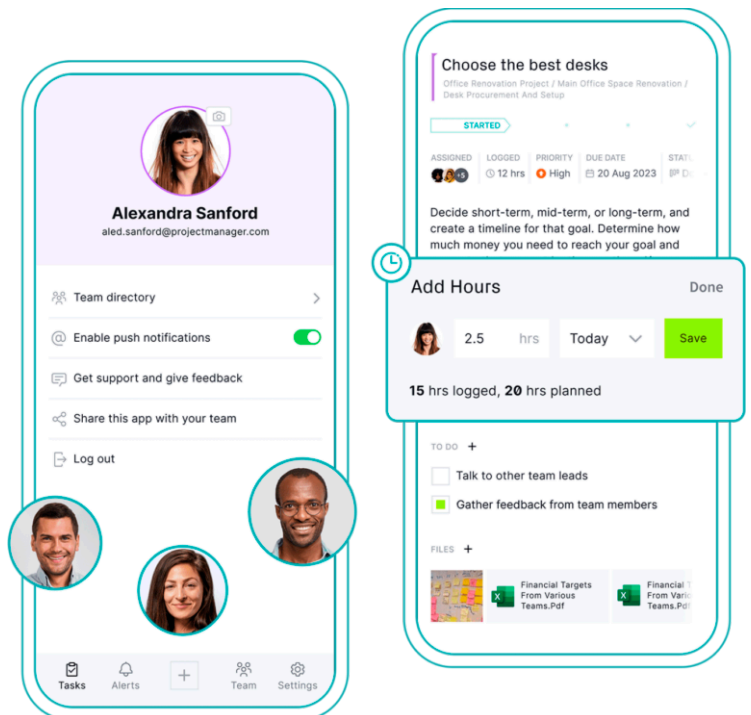 Alexandra Sanford
aled.sanford@projectmanager.com
Team directory
Enable push notifications
Get support and give feedback
Share this app with your team
Log out
Tasks
Alerts
Team
Settings
Choose the best desks
Office Renovation Project / Main Office Space Renovation /
Desk Procurement And Setup
STARTED
ASSIGNED LOGGED PRIORITY DUE DATE
+5 12 hrs High 20 Aug 2023
Decide short-term, mid-term, or long-term, and
create a timeline for that goal. Determine how
much money you need to reach your goal and
Add Hours Done
2.5 hrs Today Save
15 hrs logged, 20 hrs planned
TO DO +
Talk to other team leads
Gather feedback from team members
FILES +
Financial Targets
From Various
Teams.Pdf
Financial
From
Teams.Pdf